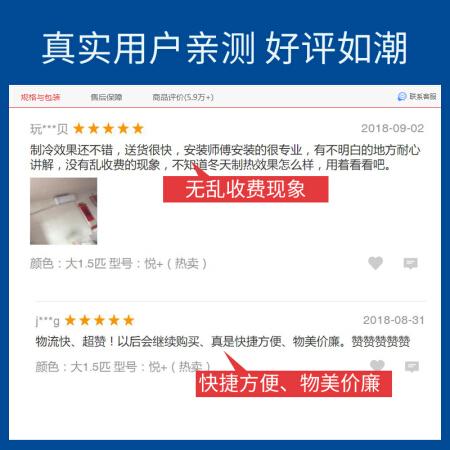 真实用户亲测 好评如潮
规格与包装 售后保障 商品评价(5.9万+) 联系客服
玩***贝 2018-09-02
制冷效果还不错，送货很快，安装师傅安装的很专业，有不明白的地方耐心
讲解，没有乱收费的现象，不知道冬天制热效果怎么样，用着看看吧。
无乱收费现象
颜色：大1.5匹 型号：悦+（热卖）
j***g 2018-08-31
物流快、超赞！以后会继续购买、真是快捷方便、物美价廉。赞赞赞赞赞
颜色：大1.5匹 型号：悦+（热卖）
快捷方便、物美价廉